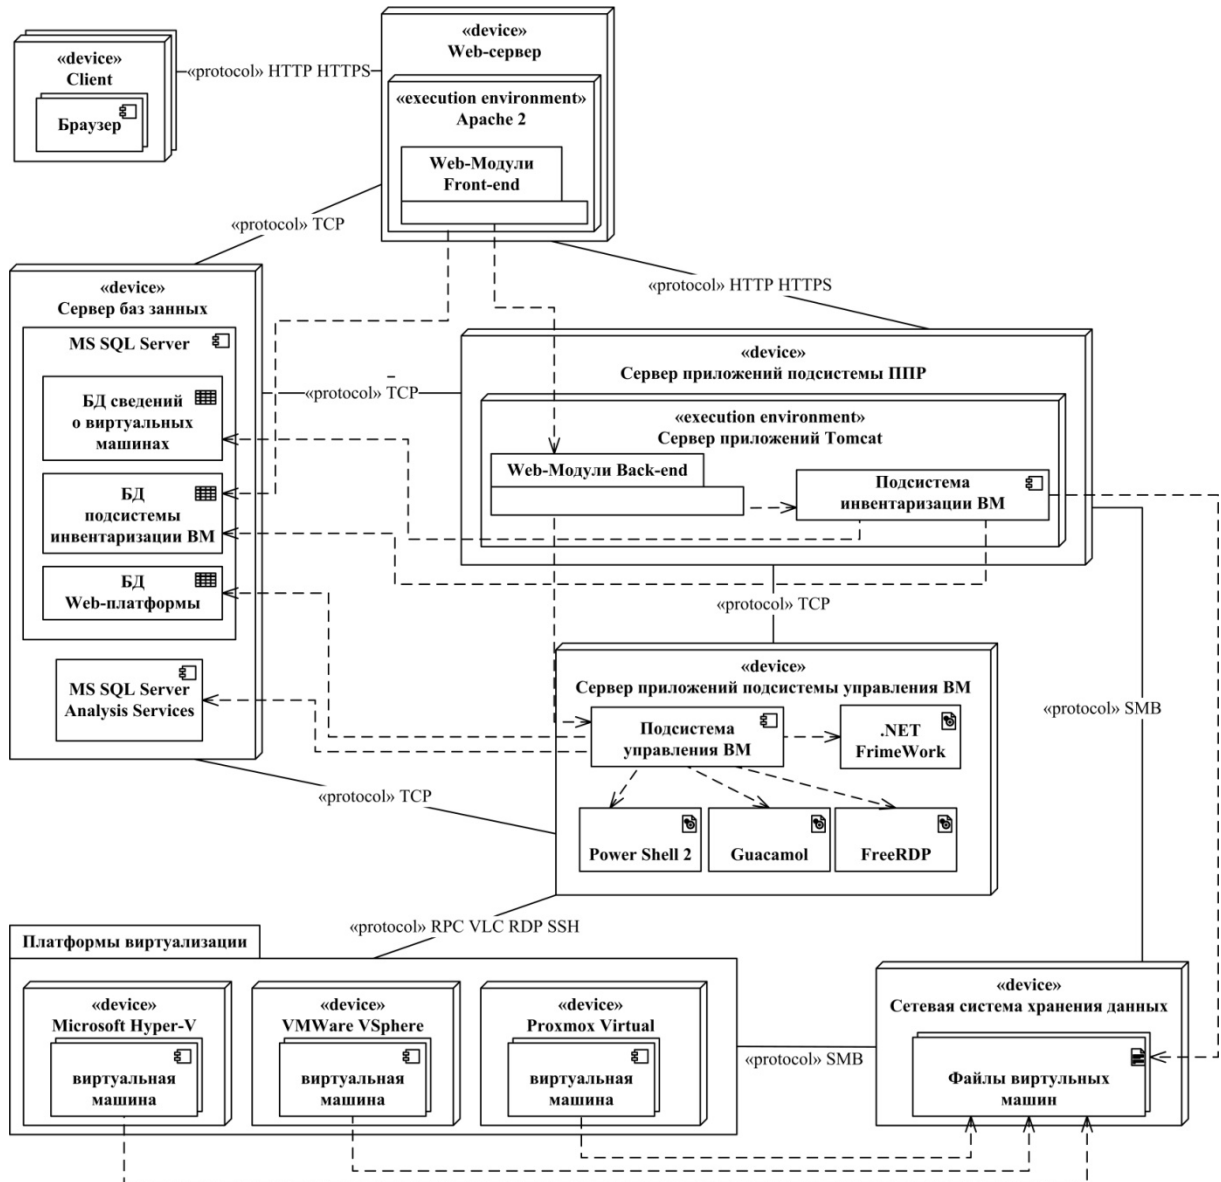 «device»
Client
Браузер
«protocol» HTTP HTTPS
«device»
Web-сервер
«execution environment»
Apache 2
Web-Модули
Front-end
«protocol» TCP
«protocol» HTTP HTTPS
«device»
Сервер баз занных
MS SQL Server
БД сведений
о виртуальных
машинах
БД
подсистемы
инвентаризации ВМ
БД
Web-платформы
MS SQL Server
Analysis Services
«protocol» TCP
«device»
Сервер приложений подсистемы ППР
«execution environment»
Сервер приложений Tomcat
Web-Модули Back-end
Подсистема
инвентаризации ВМ
«protocol» TCP
«device»
Сервер приложений подсистемы управления ВМ
Подсистема
управления ВМ
.NET
FrimeWork
Power Shell 2
Guacamol
FreeRDP
«protocol» SMB
«protocol» TCP
«protocol» RPC VLC RDP SSH
Платформы виртуализации
«device»
Microsoft Hyper-V
виртуальная
машина
«device»
VMWare VSphere
виртуальная
машина
«device»
Proxmox Virtual
виртуальная
машина
«protocol» SMB
«device»
Сетевая система хранения данных
Файлы виртульных
машин